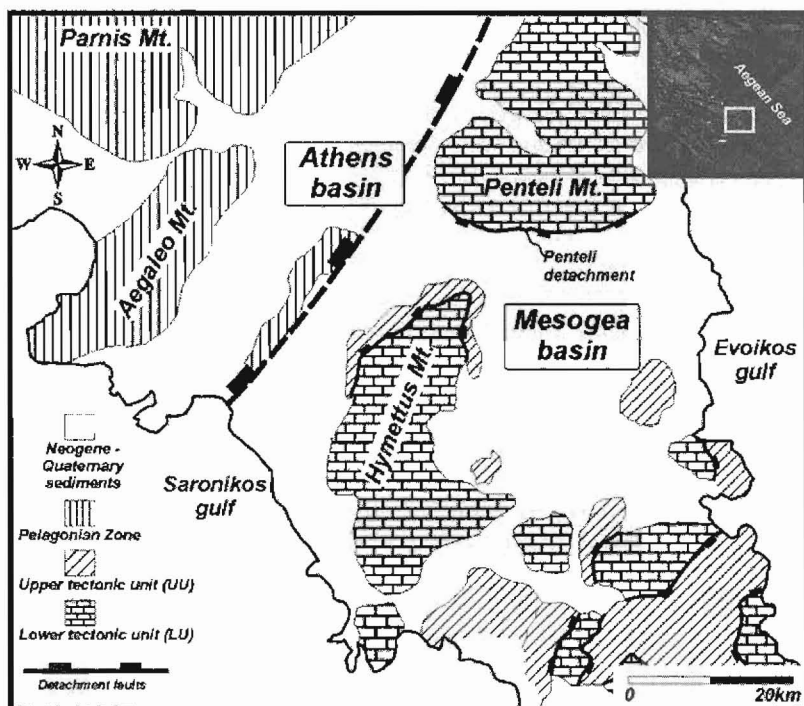 Parnis Mt.
N
W E
S
Athens
basin
Penteli Mt.
Aegean Sea
Aegaleo Mt.
Penteli
detachment
Mesogea
basin
Evoikos
gulf
Hymettus Mt.
Saronikos
gulf
Neogene -
Quaternary
sediments
Pelagonian Zone
Upper tectonic unit (UU)
Lower tectonic unit (LU)
Detachment faults
0 20km